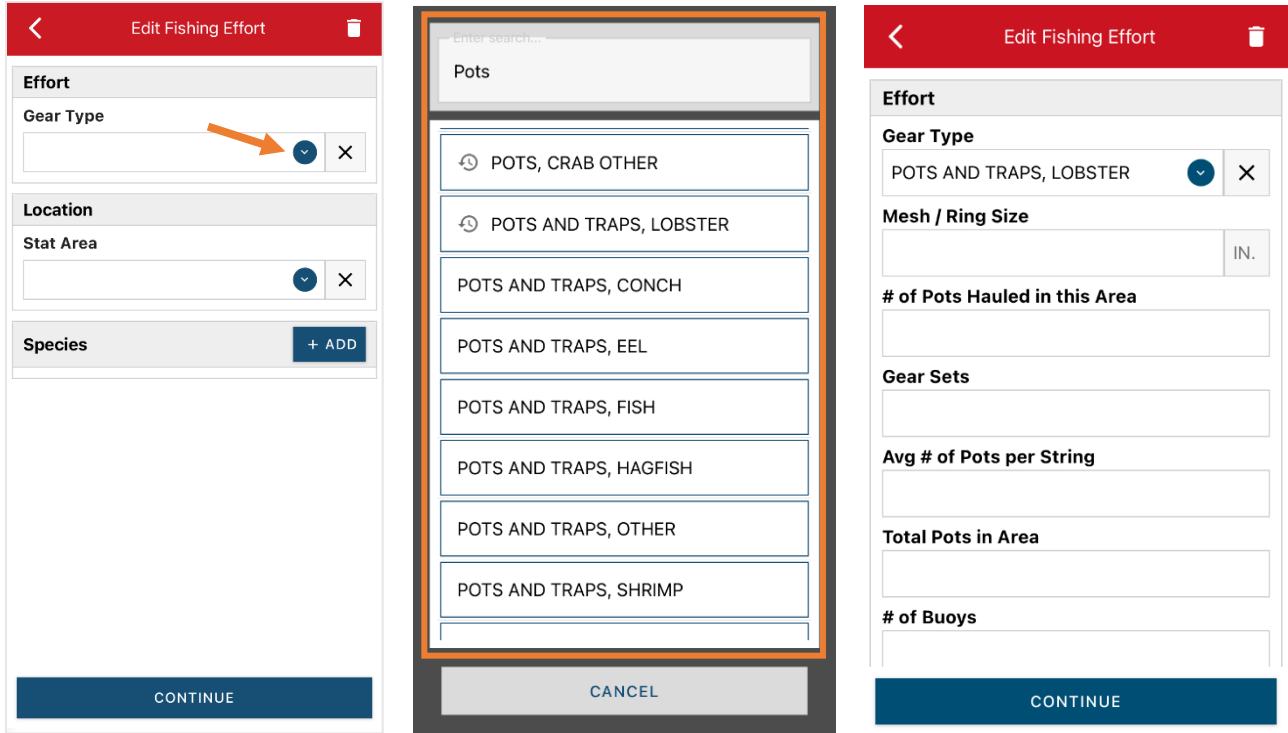 Edit Fishing Effort
Effort
Gear Type
Location
Stat Area
Species
+ ADD
CONTINUE
Enter search...
Pots
POTS, CRAB OTHER
POTS AND TRAPS, LOBSTER
POTS AND TRAPS, CONCH
POTS AND TRAPS, EEL
POTS AND TRAPS, FISH
POTS AND TRAPS, HAGFISH
POTS AND TRAPS, OTHER
POTS AND TRAPS, SHRIMP
CANCEL
Edit Fishing Effort
Effort
Gear Type
POTS AND TRAPS, LOBSTER
Mesh / Ring Size
IN.
# of Pots Hauled in this Area
Gear Sets
Avg # of Pots per String
Total Pots in Area
# of Buoys
CONTINUE